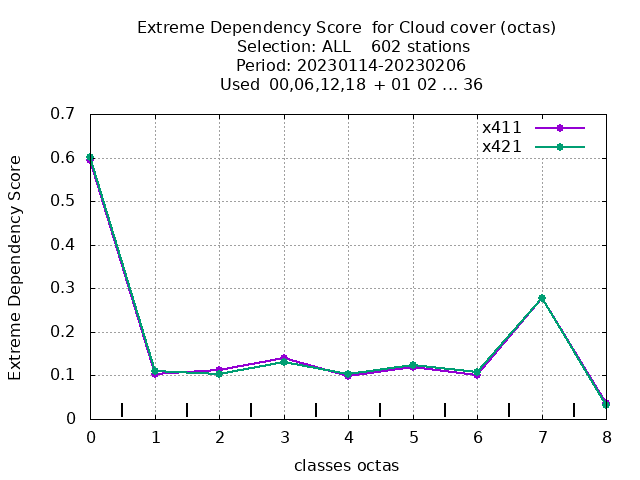 Extreme Dependency Score  for Cloud cover (octas)
Selection: ALL    602 stations
Period: 20230114-20230206
Used  00,06,12,18  + 01 02 ... 36
x411
x421
0.7
0.6
0.5
0.4
0.3
0.2
0.1
0
Extreme Dependency Score
0 1 2 3 4 5 6 7 8
classes octas